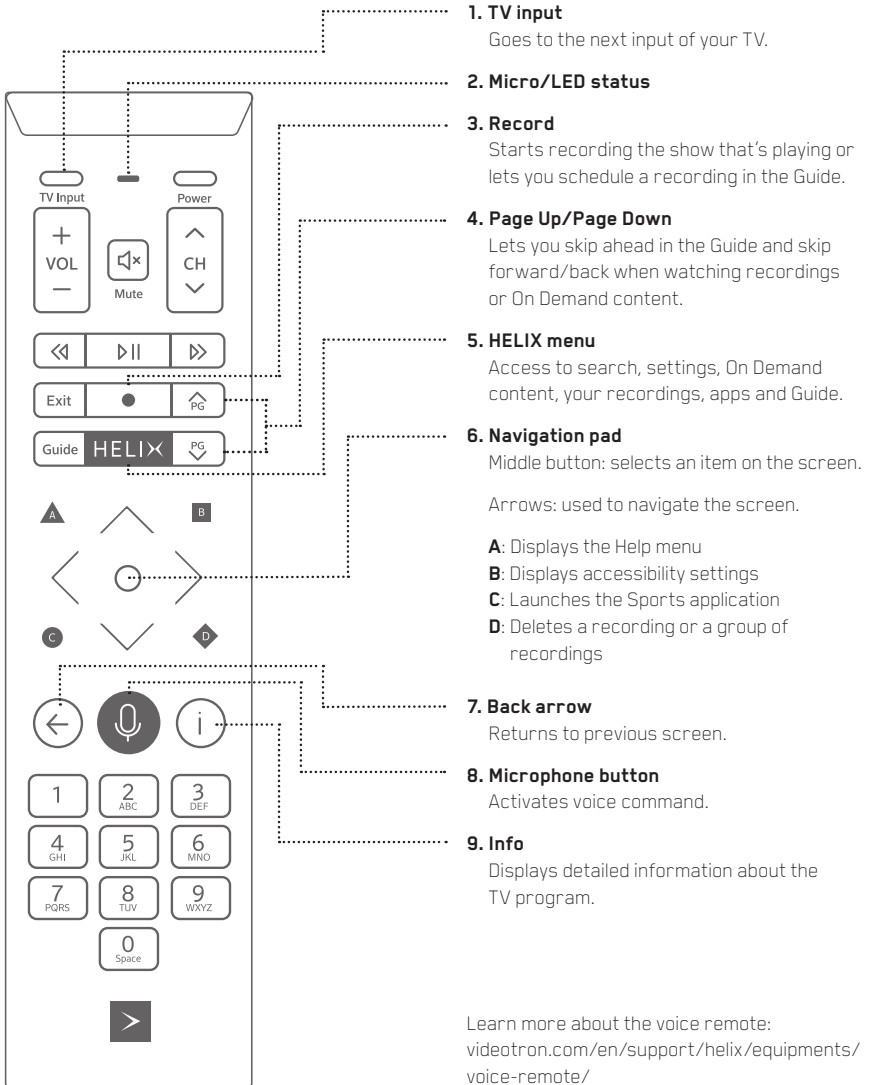 1. TV input
Goes to the next input of your TV.
2. Micro/LED status
3. Record
Starts recording the show that's playing or
lets you schedule a recording in the Guide.
4. Page Up/Page Down
Lets you skip ahead in the Guide and skip
forward/back when watching recordings
or On Demand content.
5. HELIX menu
Access to search, settings, On Demand
content, your recordings, apps and Guide.
6. Navigation pad
Middle button: selects an item on the screen.
Arrows: used to navigate the screen.
A: Displays the Help menu
B: Displays accessibility settings
C: Launches the Sports application
D: Deletes a recording or a group of
recordings
7. Back arrow
Returns to previous screen.
8. Microphone button
Activates voice command.
9. Info
Displays detailed information about the
TV program.
Learn more about the voice remote:
videotron.com/en/support/helix/equipments/
voice-remote/
TV Input
Power
VOL
Mute
CH
Exit
PG
Guide
HELIX
PG
A
B
C
D
i
1
2
ABC
3
DEF
4
GHI
5
JKL
6
MNO
7
PQRS
8
TUV
9
WXYZ
0
Space